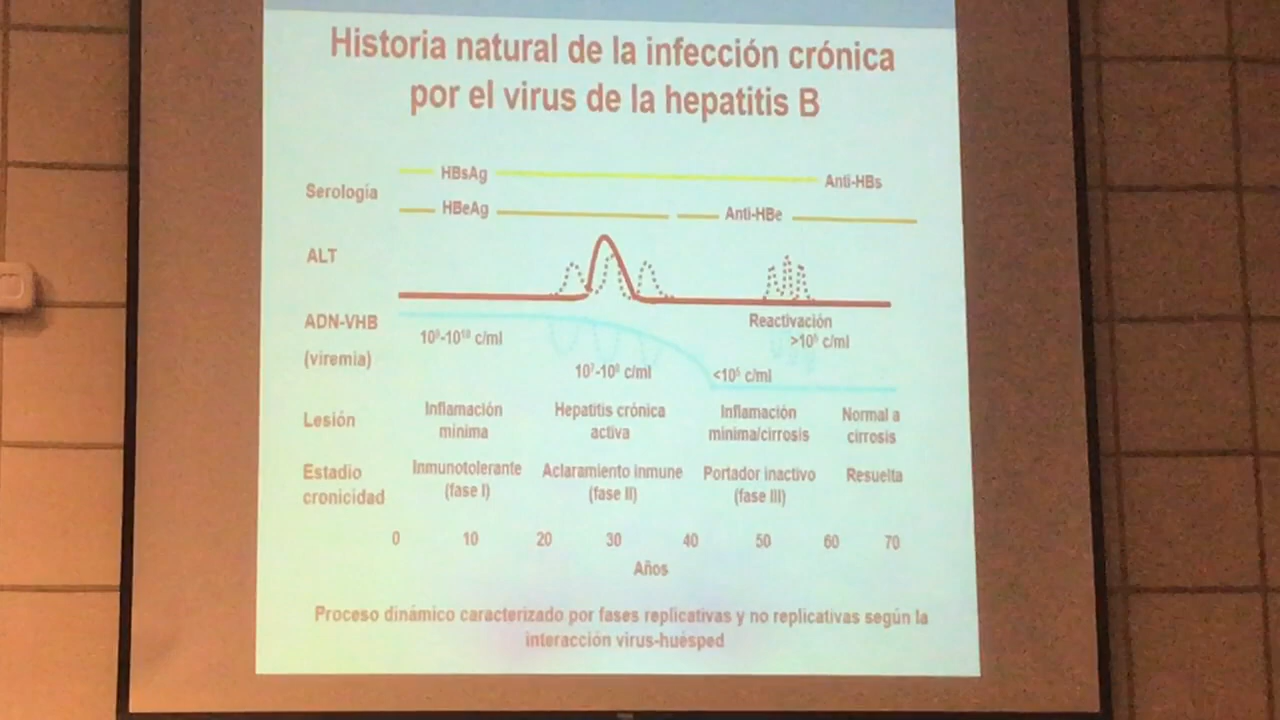 Historia natural de la infección crónica
por el virus de la hepatitis B
HBsAg
Anti-HBs
Serología
HBeAg
Anti-HBe
ALT
ADN-VHB
(viremia)
10⁹-10¹⁰ c/ml
Reactivación
>10⁵ c/ml
10⁷-10⁸ c/ml
<10⁵ c/ml
Lesión
Inflamación
mínima
Hepatitis crónica
activa
Inflamación
mínima/cirrosis
Normal a
cirrosis
Estadio
cronicidad
Inmunotolerante
(fase I)
Aclaramiento inmune
(fase II)
Portador inactivo
(fase III)
Resuelta
0 10 20 30 40 50 60 70
Años
Proceso dinámico caracterizado por fases replicativas y no replicativas según la
interacción virus-huésped